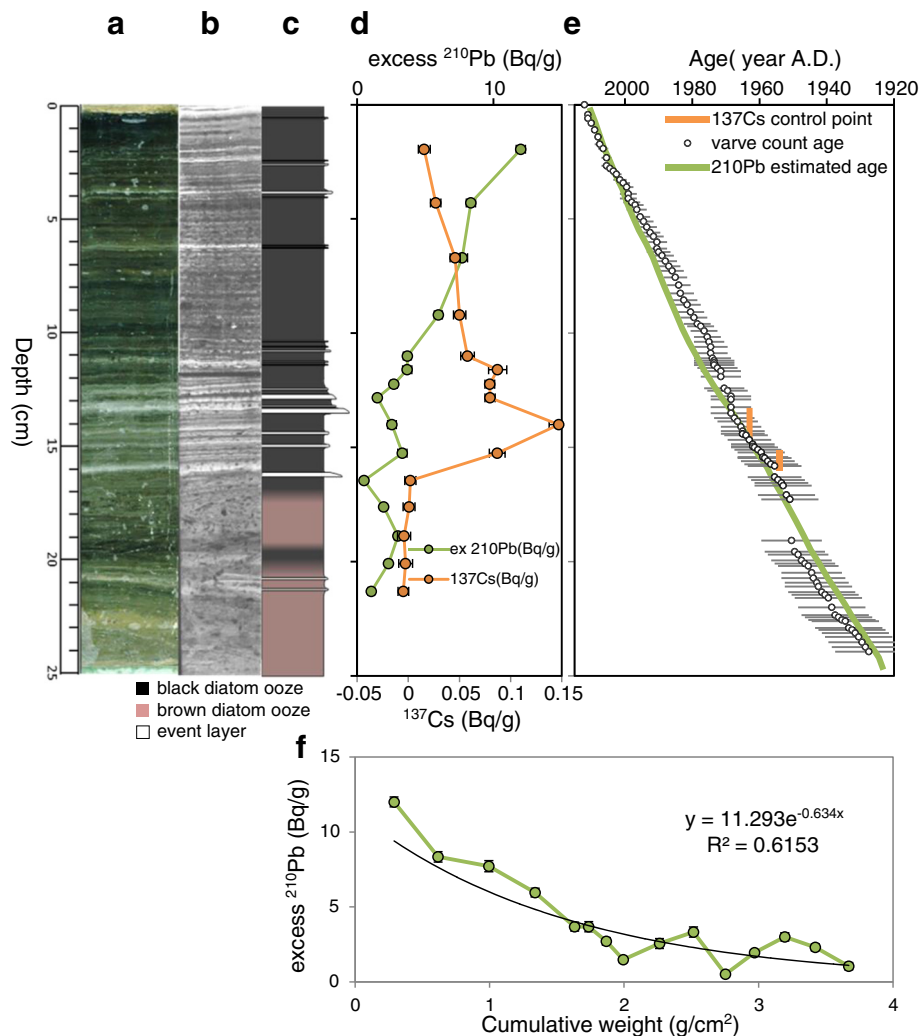 a b c d e
excess ²¹⁰Pb (Bq/g)
0 10
Age( year A.D.)
2000 1980 1960 1940 1920
0
5
10
15
20
25
Depth (cm)
137Cs control point
varve count age
210Pb estimated age
ex 210Pb(Bq/g)
137Cs(Bq/g)
-0.05 0 0.05 0.1 0.15
¹³⁷Cs (Bq/g)
black diatom ooze
brown diatom ooze
event layer
f
15
10
5
0
excess ²¹⁰Pb (Bq/g)
y = 11.293e⁻⁰·⁶³⁴ˣ
R² = 0.6153
0 1 2 3 4
Cumulative weight (g/cm²)